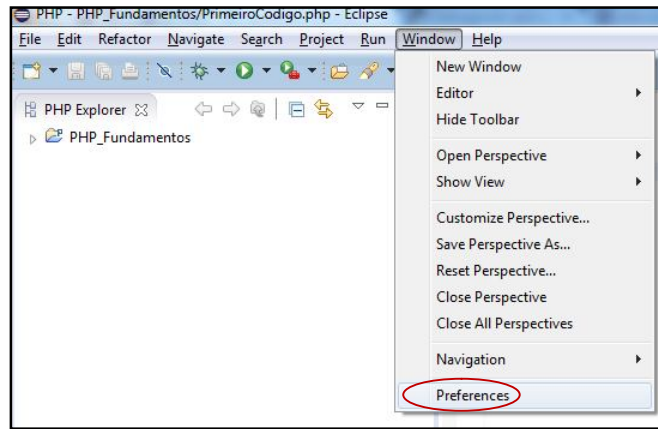 PHP - PHP_Fundamentos/PrimeiroCodigo.php - Eclipse
File Edit Refactor Navigate Search Project Run Window Help
PHP Explorer
PHP_Fundamentos
New Window
Editor
Hide Toolbar
Open Perspective
Show View
Customize Perspective...
Save Perspective As...
Reset Perspective...
Close Perspective
Close All Perspectives
Navigation
Preferences